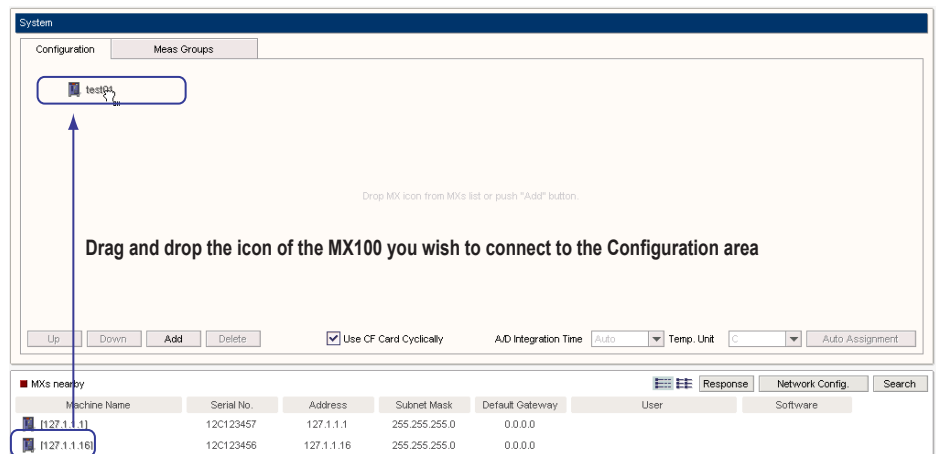 System
Configuration Meas Groups
test01
Drop MX icon from MXs list or push "Add" button.
Drag and drop the icon of the MX100 you wish to connect to the Configuration area
Up Down Add Delete Use CF Card Cyclically A/D Integration Time Auto Temp. Unit C Auto Assignment
MXs nearby Response Network Config. Search
Machine Name Serial No. Address Subnet Mask Default Gateway User Software
[127.1.1.1] 12C123457 127.1.1.1 255.255.255.0 0.0.0.0
[127.1.1.16] 12C123456 127.1.1.16 255.255.255.0 0.0.0.0